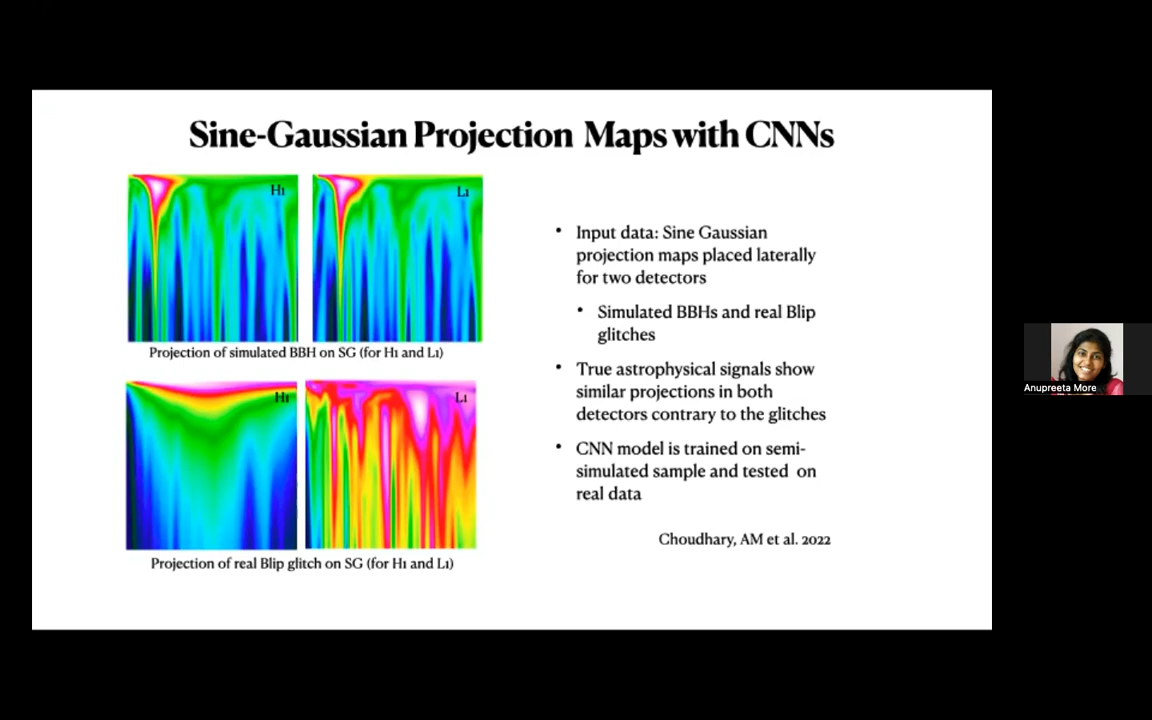 Sine-Gaussian Projection Maps with CNNs
H1
L1
Projection of simulated BBH on SG (for H1 and L1)
H1
L1
Projection of real Blip glitch on SG (for H1 and L1)
• Input data: Sine Gaussian
projection maps placed laterally
for two detectors
• Simulated BBHs and real Blip
glitches
• True astrophysical signals show
similar projections in both
detectors contrary to the glitches
• CNN model is trained on semi-
simulated sample and tested on
real data
Choudhary, AM et al. 2022
Anupreeta More